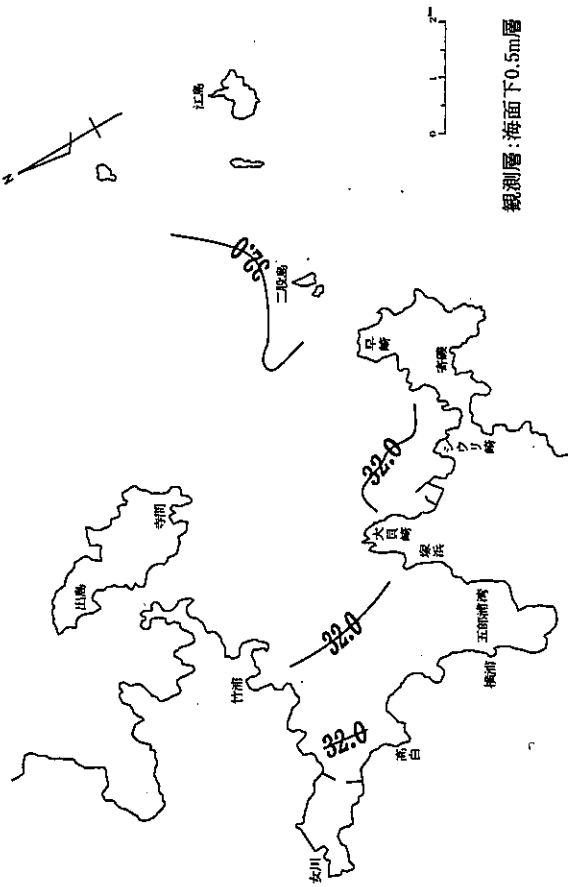 N
江島
32.0
二股島
早崎
寄磯
32.0
シウリ崎
大貝崎
塚浜
出島
寺間
竹浦
32.0
五部浦湾
横浦
32.0
高白
女川
0 1 2
観測層：海面下0.5m層